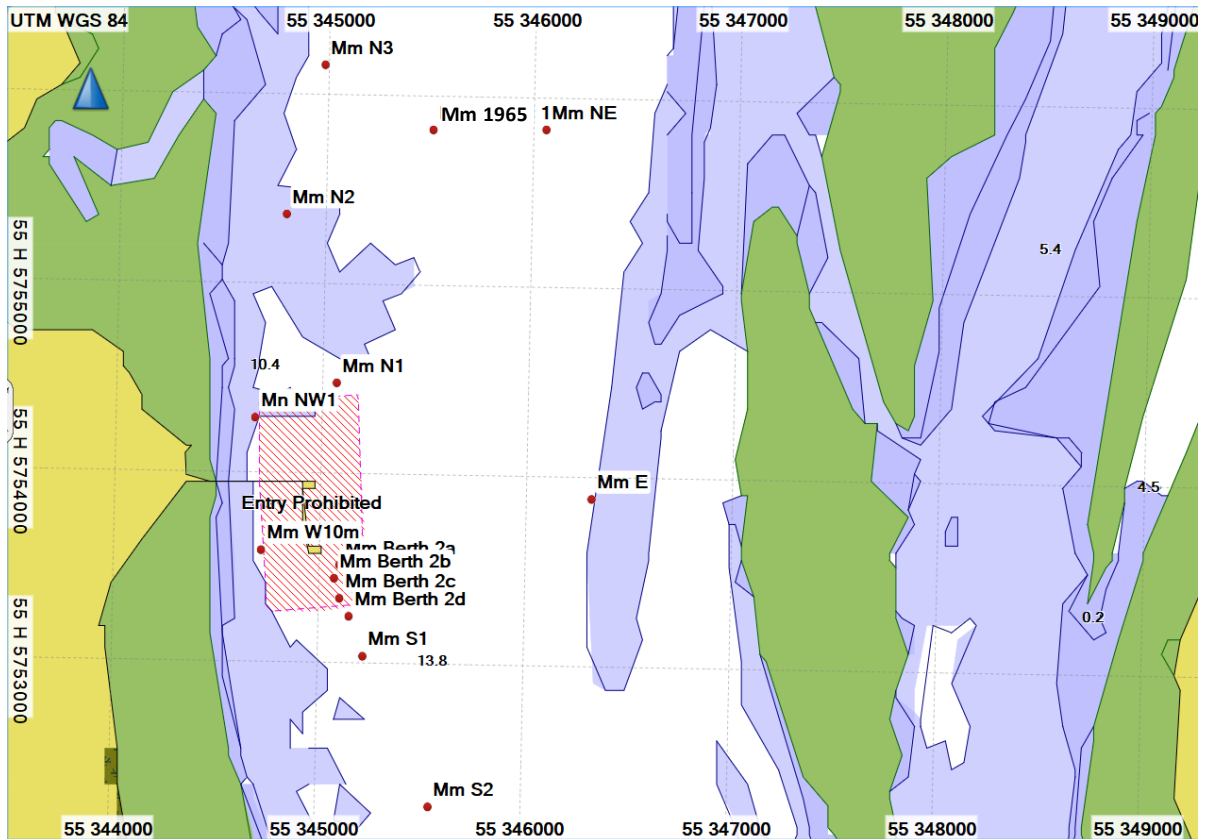 UTM WGS 84
55 345000
55 346000
55 347000
55 348000
55 349000
Mm N3
Mm 1965
1Mm NE
Mm N2
55 H 5755000
5.4
10.4
Mm N1
Mn NW1
55 H 5754000
Mm E
4.5
Entry Prohibited
Mm W10m
Mm Berth 2a
Mm Berth 2b
Mm Berth 2c
Mm Berth 2d
0.2
Mm S1
13.8
55 H 5753000
Mm S2
55 344000
55 345000
55 346000
55 347000
55 348000
55 349000